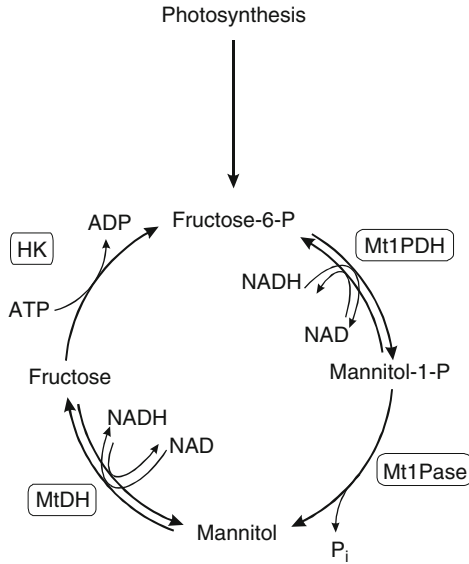 Photosynthesis
ADP
Fructose-6-P
HK
Mt1PDH
NADH
ATP
NAD
Fructose
Mannitol-1-P
NADH
NAD
Mt1Pase
MtDH
Mannitol
Pi